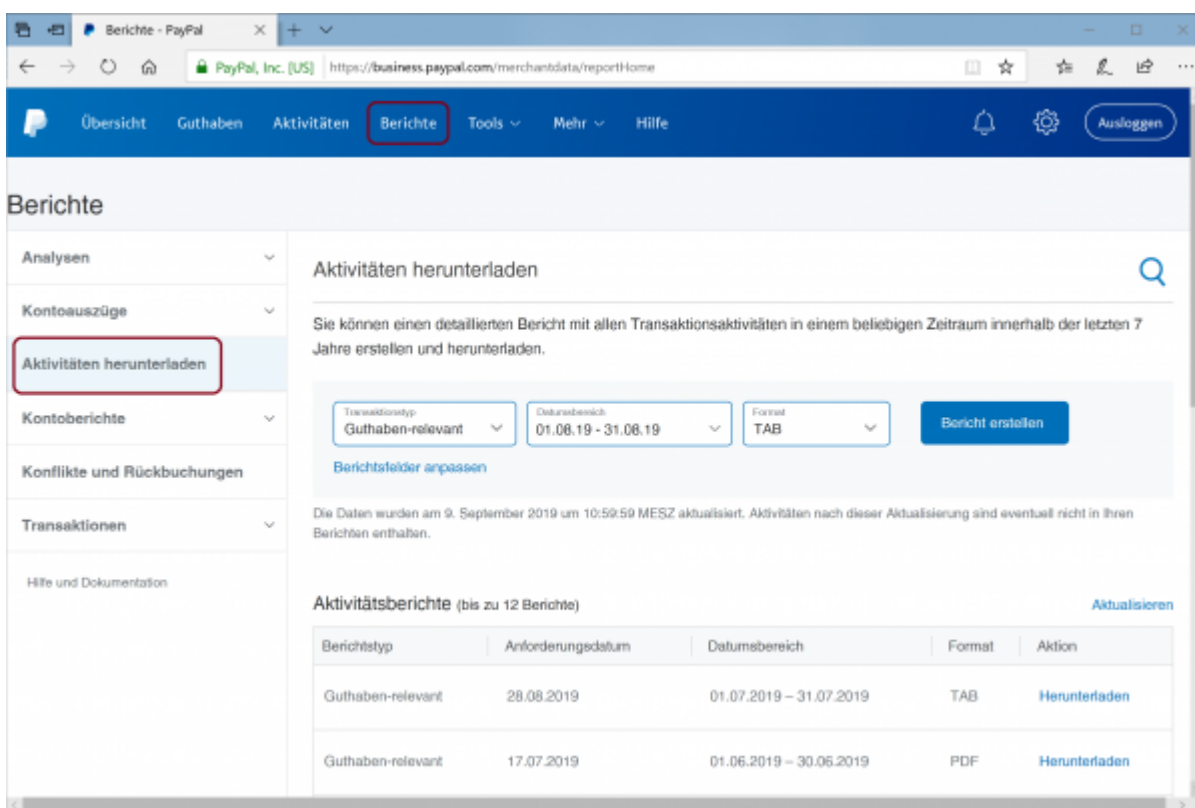 Berichte - PayPal
PayPal, Inc. [US] https://business.paypal.com/merchantdata/reportHome
Übersicht Guthaben Aktivitäten Berichte Tools Mehr Hilfe Ausloggen
Berichte
Analysen
Kontoauszüge
Aktivitäten herunterladen
Kontoberichte
Konflikte und Rückbuchungen
Transaktionen
Hilfe und Dokumentation
Aktivitäten herunterladen
Sie können einen detaillierten Bericht mit allen Transaktionsaktivitäten in einem beliebigen Zeitraum innerhalb der letzten 7
Jahre erstellen und herunterladen.
Transaktionstyp Datumsbereich Format
Guthaben-relevant 01.08.19 - 31.08.19 TAB Bericht erstellen
Berichtsfelder anpassen
Die Daten wurden am 9. September 2019 um 10:59:59 MESZ aktualisiert. Aktivitäten nach dieser Aktualisierung sind eventuell nicht in Ihren
Berichten enthalten.
Aktivitätsberichte (bis zu 12 Berichte) Aktualisieren
Berichtstyp Anforderungsdatum Datumsbereich Format Aktion
Guthaben-relevant 28.08.2019 01.07.2019 – 31.07.2019 TAB Herunterladen
Guthaben-relevant 17.07.2019 01.06.2019 – 30.06.2019 PDF Herunterladen